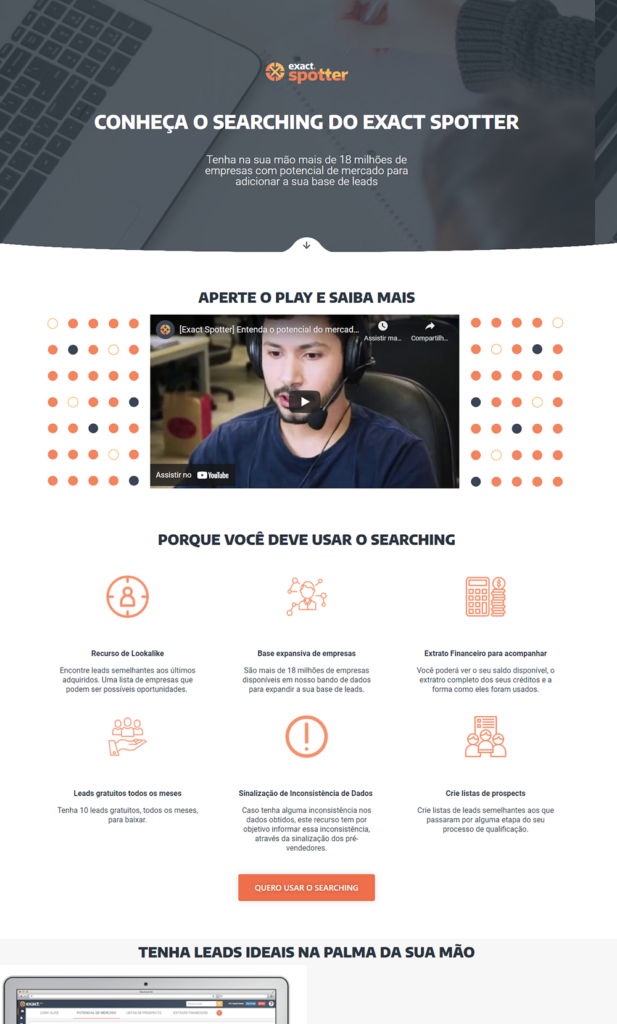 exact
spotter
CONHEÇA O SEARCHING DO EXACT SPOTTER
Tenha na sua mão mais de 18 milhões de
empresas com potencial de mercado para
adicionar a sua base de leads
APERTE O PLAY E SAIBA MAIS
[Exact Spotter] Entenda o potencial do mercad...
Assistir ma...
Compartilh...
Assistir no YouTube
PORQUE VOCÊ DEVE USAR O SEARCHING
Recurso de Lookalike
Encontre leads semelhantes aos últimos
adquiridos. Uma lista de empresas que
podem ser possíveis oportunidades.
Base expansiva de empresas
São mais de 18 milhões de empresas
disponíveis em nosso bando de dados
para expandir a sua base de leads.
Extrato Financeiro para acompanhar
Você poderá ver o seu saldo disponível, o
extratro completo dos seus créditos e a
forma como eles foram usados.
Leads gratuitos todos os meses
Tenha 10 leads gratuitos, todos os meses,
para baixar.
Sinalização de Inconsistência de Dados
Caso tenha alguma inconsistência nos
dados obtidos, este recurso tem por
objetivo informar essa inconsistência,
através da sinalização dos pré-
vendedores.
Crie listas de prospects
Crie listas de leads semelhantes aos que
passaram por alguma etapa do seu
processo de qualificação.
QUERO USAR O SEARCHING
TENHA LEADS IDEAIS NA PALMA DA SUA MÃO
exact
POTENCIAL DE MERCADO
LISTAS DE PROSPECTS
EXTRATO FINANCEIRO